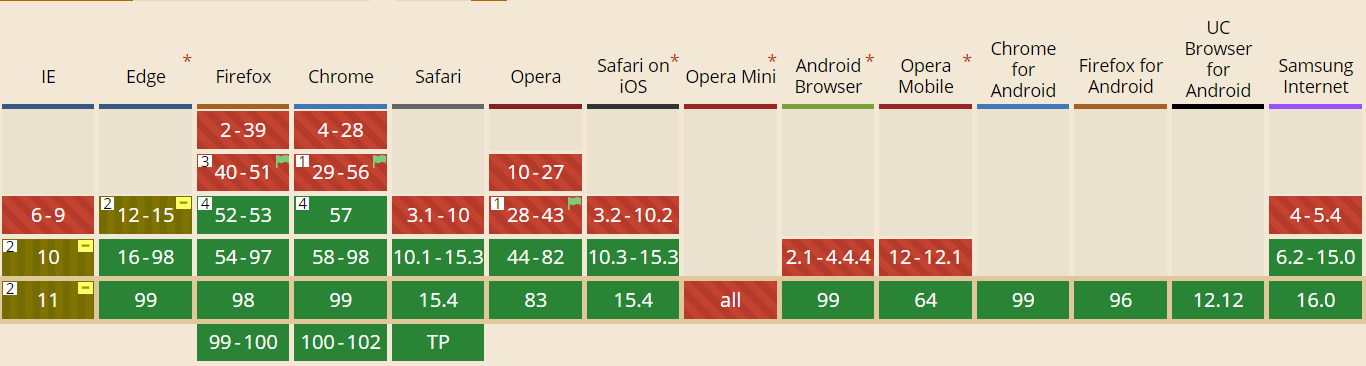 IE Edge * Firefox Chrome Safari Opera Safari on iOS * Opera Mini * Android Browser * Opera Mobile * Chrome for Android Firefox for Android UC Browser for Android Samsung Internet
2-39 4-28
3 40-51 1 29-56 10-27
6-9 2 12-15 4 52-53 4 57 3.1-10 1 28-43 3.2-10.2 4-5.4
2 10 16-98 54-97 58-98 10.1-15.3 44-82 10.3-15.3 2.1-4.4.4 12-12.1 6.2-15.0
2 11 99 98 99 15.4 83 15.4 all 99 64 99 96 12.12 16.0
99-100 100-102 TP